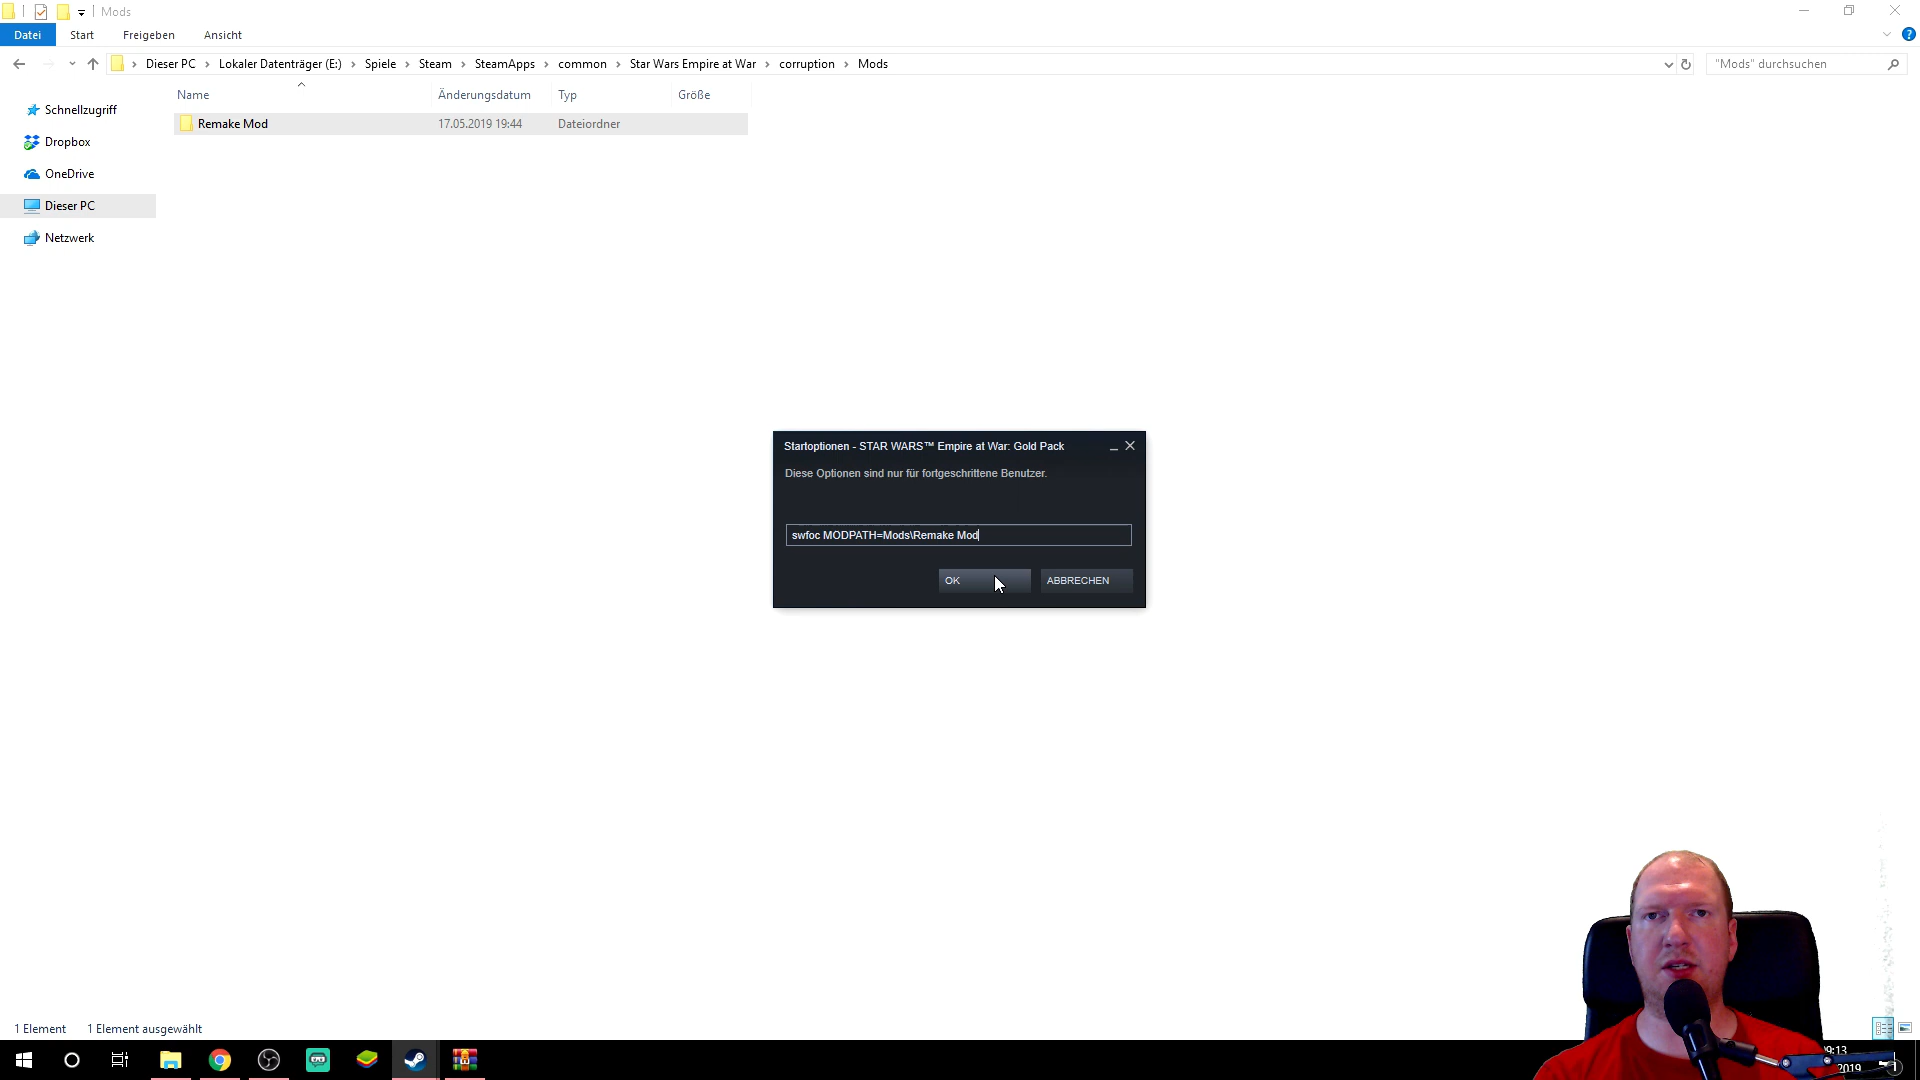 Mods
Datei Start Freigeben Ansicht
Dieser PC Lokaler Datenträger (E:) Spiele Steam SteamApps common Star Wars Empire at War corruption Mods
"Mods" durchsuchen
Name Änderungsdatum Typ Größe
Remake Mod 17.05.2019 19:44 Dateiordner
Schnellzugriff
Dropbox
OneDrive
Dieser PC
Netzwerk
Startoptionen - STAR WARS™ Empire at War: Gold Pack
Diese Optionen sind nur für fortgeschrittene Benutzer.
swfoc MODPATH=Mods\Remake Mod
OK ABBRECHEN
1 Element 1 Element ausgewählt
9:13
2019
1